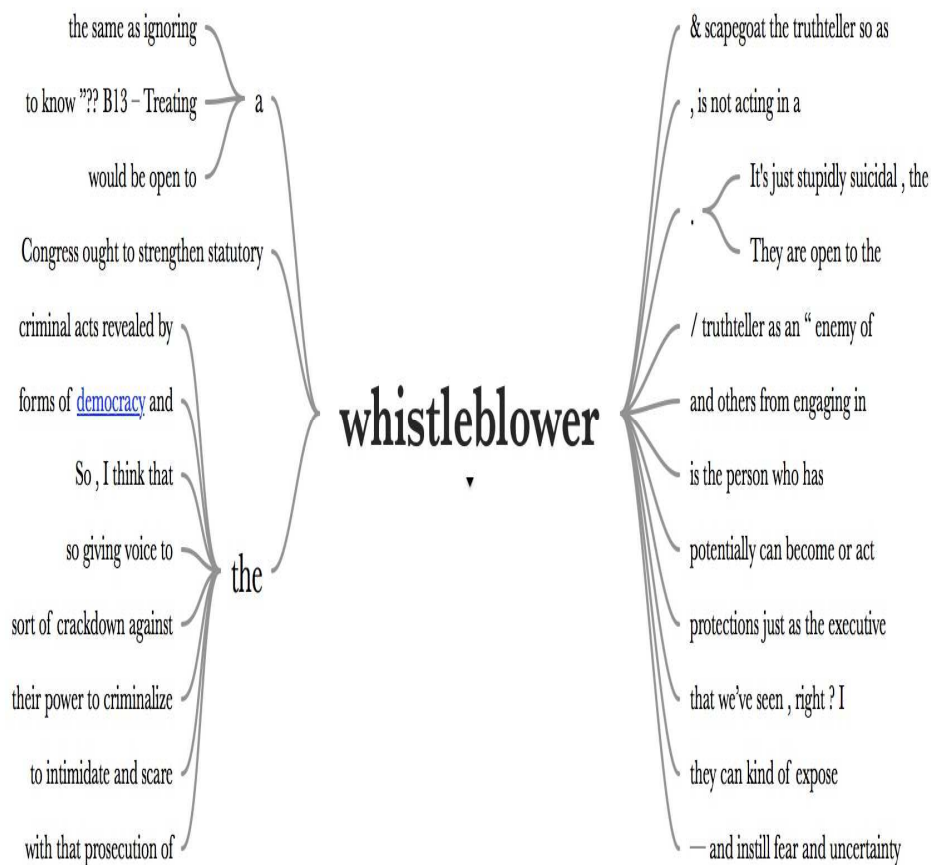 the same as ignoring
to know ”?? B13 – Treating
would be open to
a
Congress ought to strengthen statutory
criminal acts revealed by
forms of democracy and
So , I think that
so giving voice to
sort of crackdown against
their power to criminalize
to intimidate and scare
with that prosecution of
the
whistleblower
& scapegoat the truthteller so as
, is not acting in a
.
It's just stupidly suicidal , the
They are open to the
/ truthteller as an “ enemy of
and others from engaging in
is the person who has
potentially can become or act
protections just as the executive
that we’ve seen , right ? I
they can kind of expose
— and instill fear and uncertainty